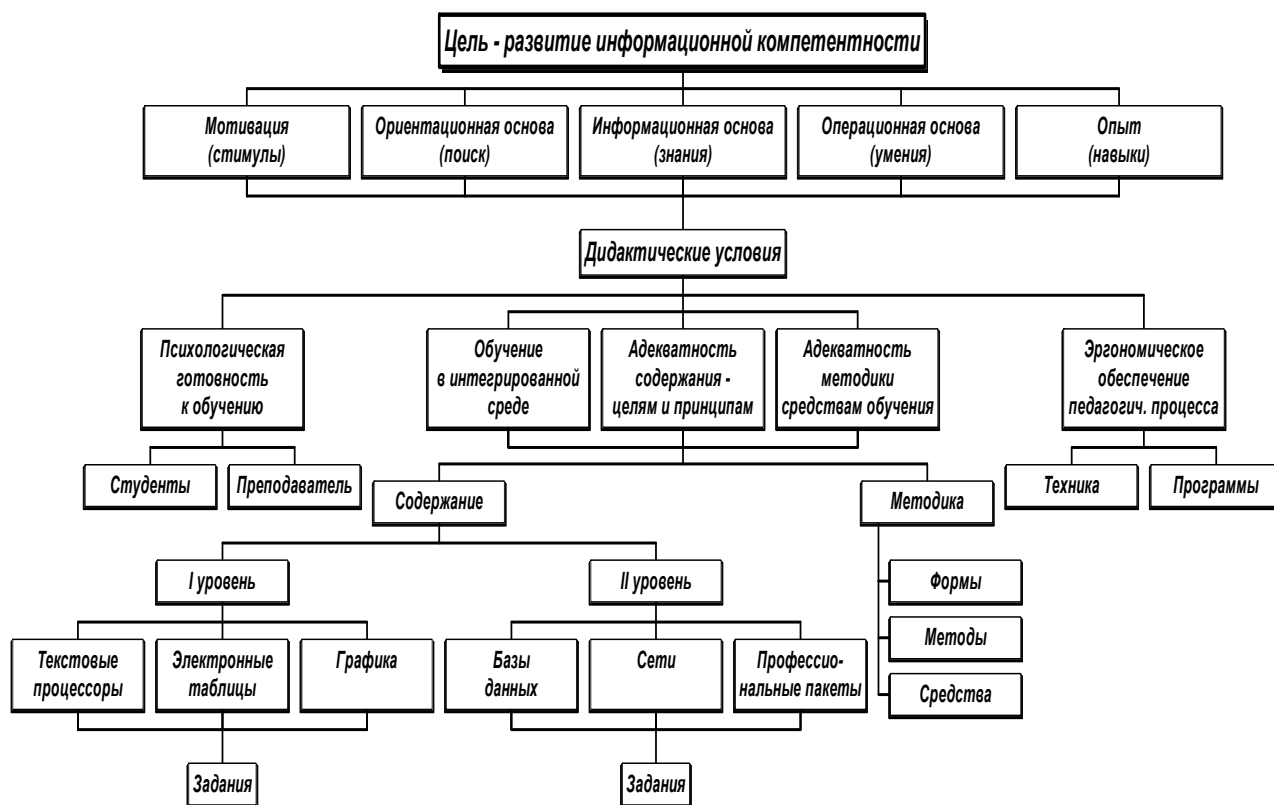 Цель - развитие информационной компетентности
Мотивация
(стимулы)
Ориентационная основа
(поиск)
Информационная основа
(знания)
Операционная основа
(умения)
Опыт
(навыки)
Дидактические условия
Психологическая
готовность
к обучению
Обучение
в интегрированной
среде
Адекватность
содержания -
целям и принципам
Адекватность
методики
средствам обучения
Эргономическое
обеспечение
педагогич. процесса
Студенты
Преподаватель
Техника
Программы
Содержание
Методика
I уровень
II уровень
Формы
Методы
Средства
Текстовые
процессоры
Электронные
таблицы
Графика
Базы
данных
Сети
Профессио-
нальные пакеты
Задания
Задания